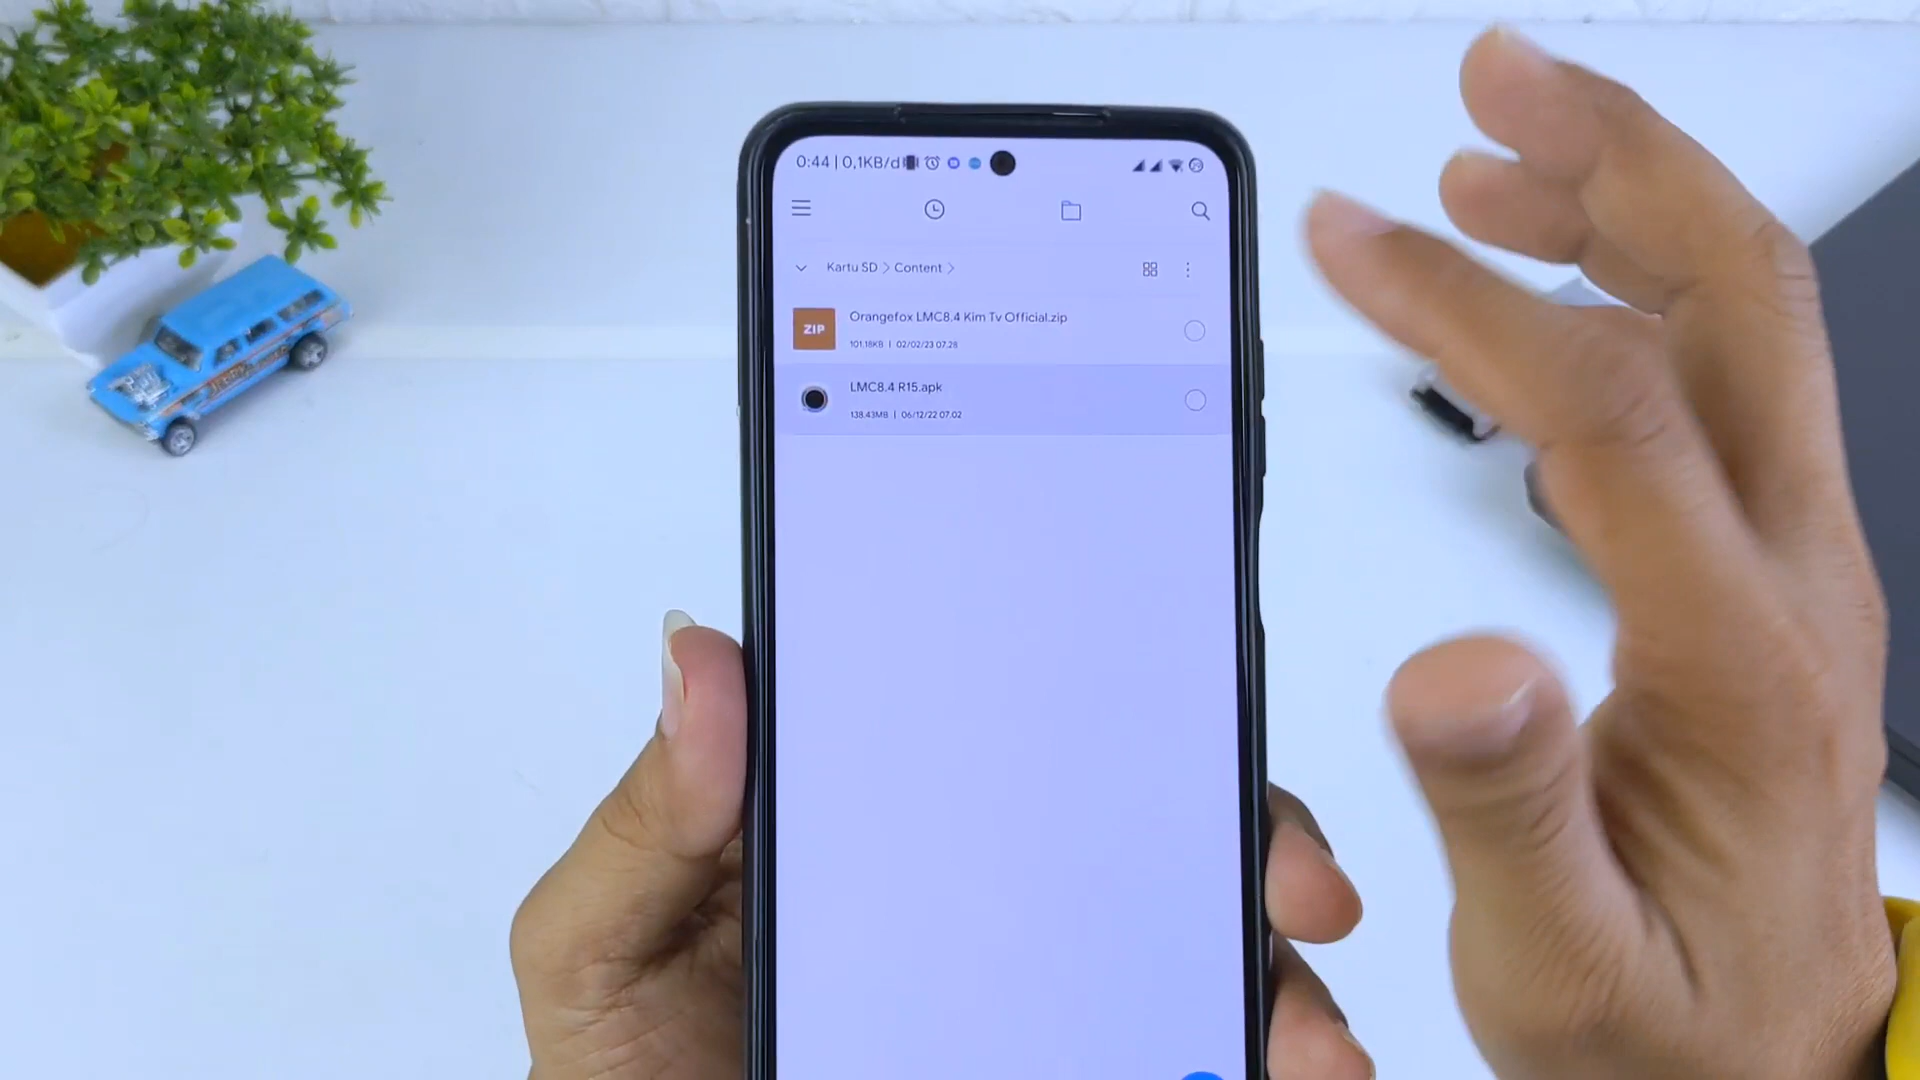 0:44 | 0,1KB/d
Kartu SD > Content >
ZIP
Orangefox LMC8.4 Kim Tv Official.zip
101.18KB | 02/02/23 07.28
LMC8.4 R15.apk
138.43MB | 06/12/22 07.02